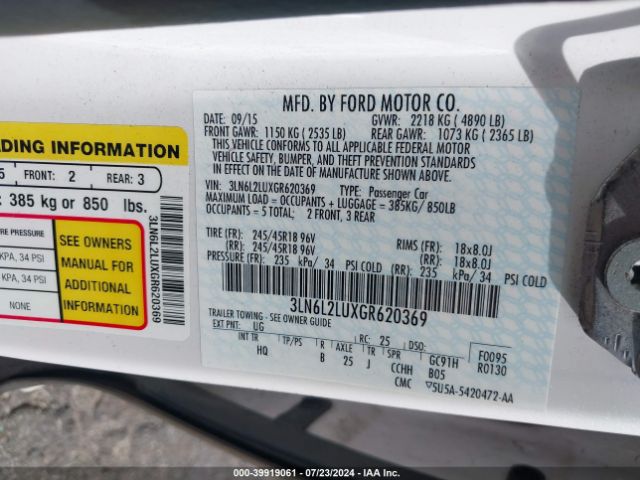 ADING INFORMATION
5 FRONT: 2 REAR: 3
: 385 kg or 850 lbs.
RE PRESSURE
KPA, 34 PSI
KPA, 34 PSI
NONE
SEE OWNERS
MANUAL FOR
ADDITIONAL
INFORMATION
3LN6L2LUXGR620369
MFD. BY FORD MOTOR CO.
DATE: 09/15 GVWR: 2218 KG ( 4890 LB)
FRONT GAWR: 1150 KG ( 2535 LB) REAR GAWR: 1073 KG ( 2365 LB)
THIS VEHICLE CONFORMS TO ALL APPLICABLE FEDERAL MOTOR
VEHICLE SAFETY, BUMPER, AND THEFT PREVENTION STANDARDS
IN EFFECT ON THE DATE OF MANUFACTURE SHOWN ABOVE.
VIN: 3LN6L2LUXGR620369 TYPE: Passenger Car
MAXIMUM LOAD = OCCUPANTS + LUGGAGE = 385KG/ 850LB
OCCUPANTS = 5 TOTAL: 2 FRONT, 3 REAR
TIRE (FR): 245/45R18 96V RIMS (FR): 18x8.0J
(RR): 245/45R18 96V (RR): 18x8.0J
PRESSURE (FR): 235 kPa/ 34 PSI COLD (RR): 235 kPa/ 34 PSI COLD
3LN6L2LUXGR620369
TRAILER TOWING - SEE OWNER GUIDE
EXT PNT: UG RC: 25 DSO: F0095
INT TR TP/PS R AXLE TR SPR GC91H R0130
HQ B 25 J CCHH B05
CMC ▽5U5A-5420472-AA
000-39919061 - 07/23/2024 - IAA Inc.